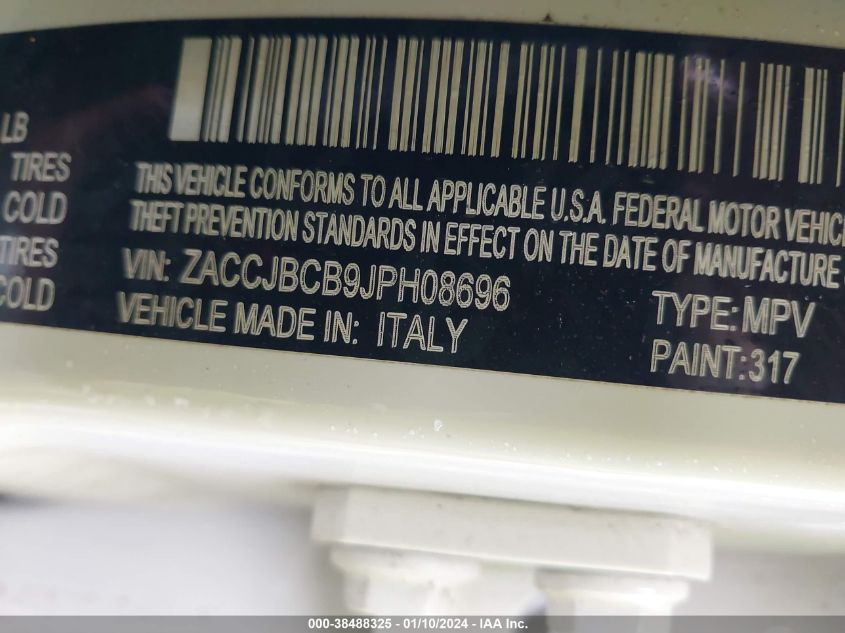 LB
TIRES
COLD
TIRES
COLD
THIS VEHICLE CONFORMS TO ALL APPLICABLE U.S.A. FEDERAL MOTOR VEHIC
THEFT PREVENTION STANDARDS IN EFFECT ON THE DATE OF MANUFACTURE
VIN: ZACCJBCB9JPH08696
TYPE: MPV
VEHICLE MADE IN: ITALY
PAINT: 317
000-38488325 - 01/10/2024 - IAA Inc.